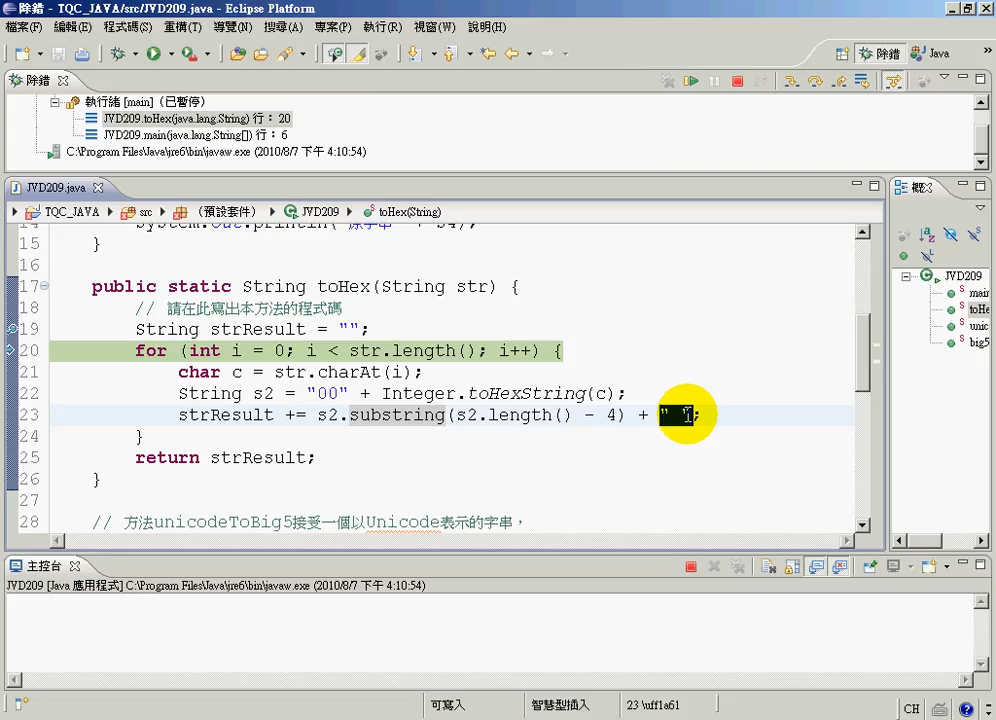 除錯 - TQC_JAVA/src/JVD209.java - Eclipse Platform
檔案(F) 編輯(E) 程式碼(S) 重構(T) 導覽(N) 搜尋(A) 專案(P) 執行(R) 視窗(W) 說明(H)
除錯 Java
除錯
執行緒 [main]（已暫停）
JVD209.toHex(java.lang.String) 行： 20
JVD209.main(java.lang.String[]) 行： 6
C:\Program Files\Java\jre6\bin\javaw.exe (2010/8/7 下午 4:10:54)
JVD209.java 概
TQC_JAVA src （預設套件） JVD209 toHex(String)
15 }
16
17 public static String toHex(String str) {
18 // 請在此寫出本方法的程式碼
19 String strResult = "";
20 for (int i = 0; i < str.length(); i++) {
21 char c = str.charAt(i);
22 String s2 = "00" + Integer.toHexString(c);
23 strResult += s2.substring(s2.length() - 4) + " ";
24 }
25 return strResult;
26 }
27
28 // 方法unicodeToBig5接受一個以Unicode表示的字串，
JVD209
main
toHe
unic
big5
主控台
JVD209 [Java 應用程式] C:\Program Files\Java\jre6\bin\javaw.exe (2010/8/7 下午 4:10:54)
可寫入 智慧型插入 23 \uff1a61
CH